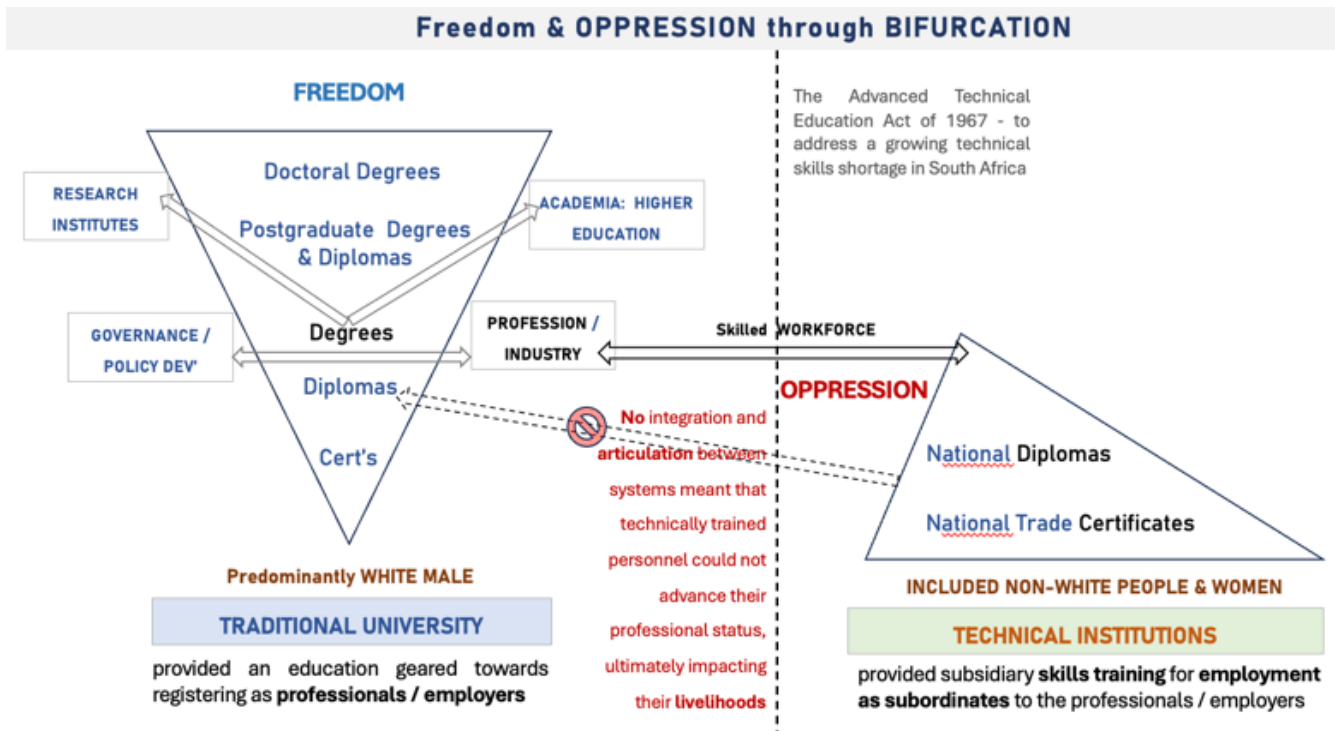 Freedom & OPPRESSION through BIFURCATION
FREEDOM
Doctoral Degrees
Postgraduate Degrees
& Diplomas
Degrees
Diplomas
Cert's
RESEARCH
INSTITUTES
ACADEMIA: HIGHER
EDUCATION
GOVERNANCE /
POLICY DEV'
PROFESSION /
INDUSTRY
Predominantly WHITE MALE
TRADITIONAL UNIVERSITY
provided an education geared towards
registering as professionals / employers
The Advanced Technical
Education Act of 1967 - to
address a growing technical
skills shortage in South Africa
Skilled WORKFORCE
OPPRESSION
No integration and
articulation between
systems meant that
technically trained
personnel could not
advance their
professional status,
ultimately impacting
their livelihoods
National Diplomas
National Trade Certificates
INCLUDED NON-WHITE PEOPLE & WOMEN
TECHNICAL INSTITUTIONS
provided subsidiary skills training for employment
as subordinates to the professionals / employers